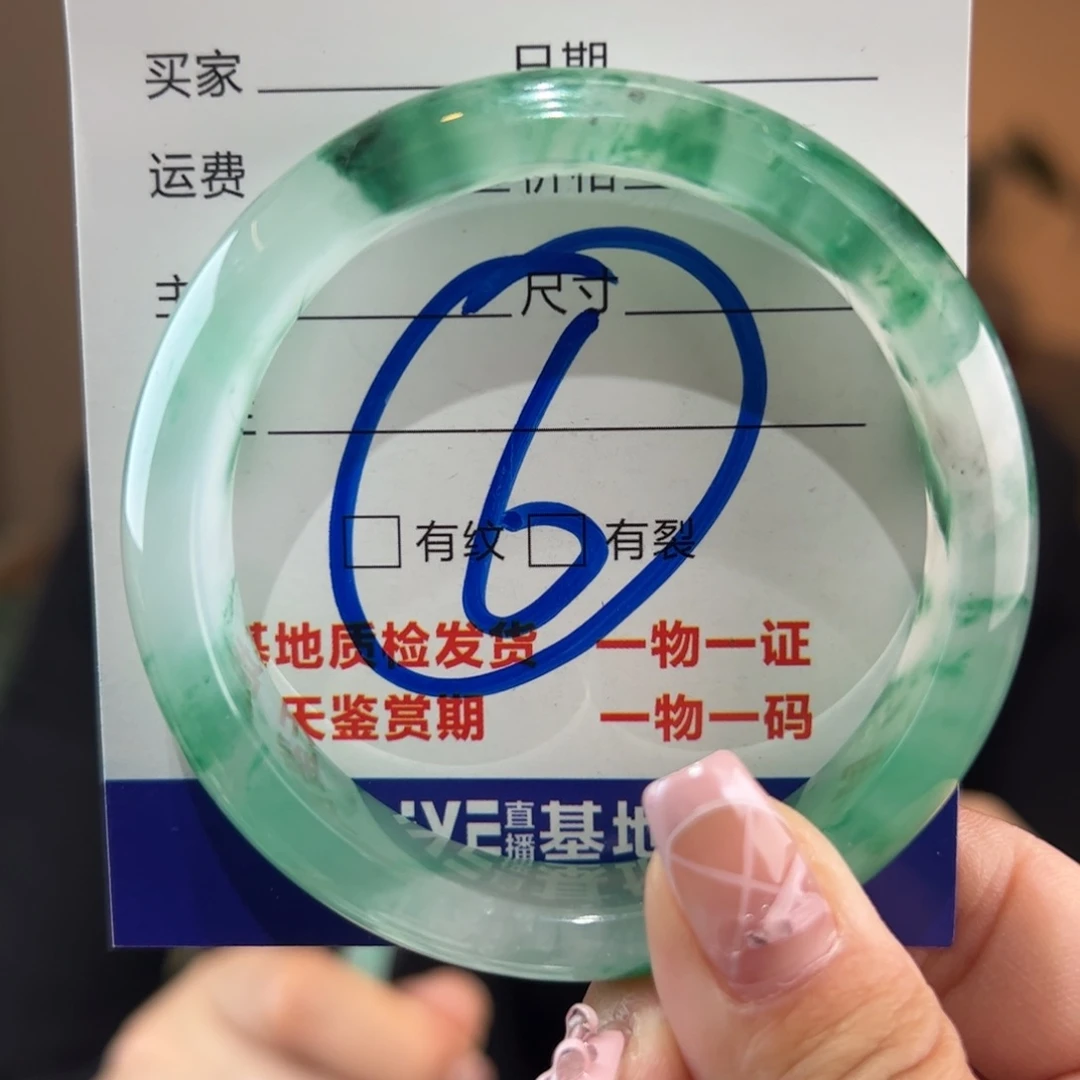 买家 日期
运费
尺寸
6
有纹 有裂
基地质检发货 一物一证
天鉴赏期 一物一码
直播基地